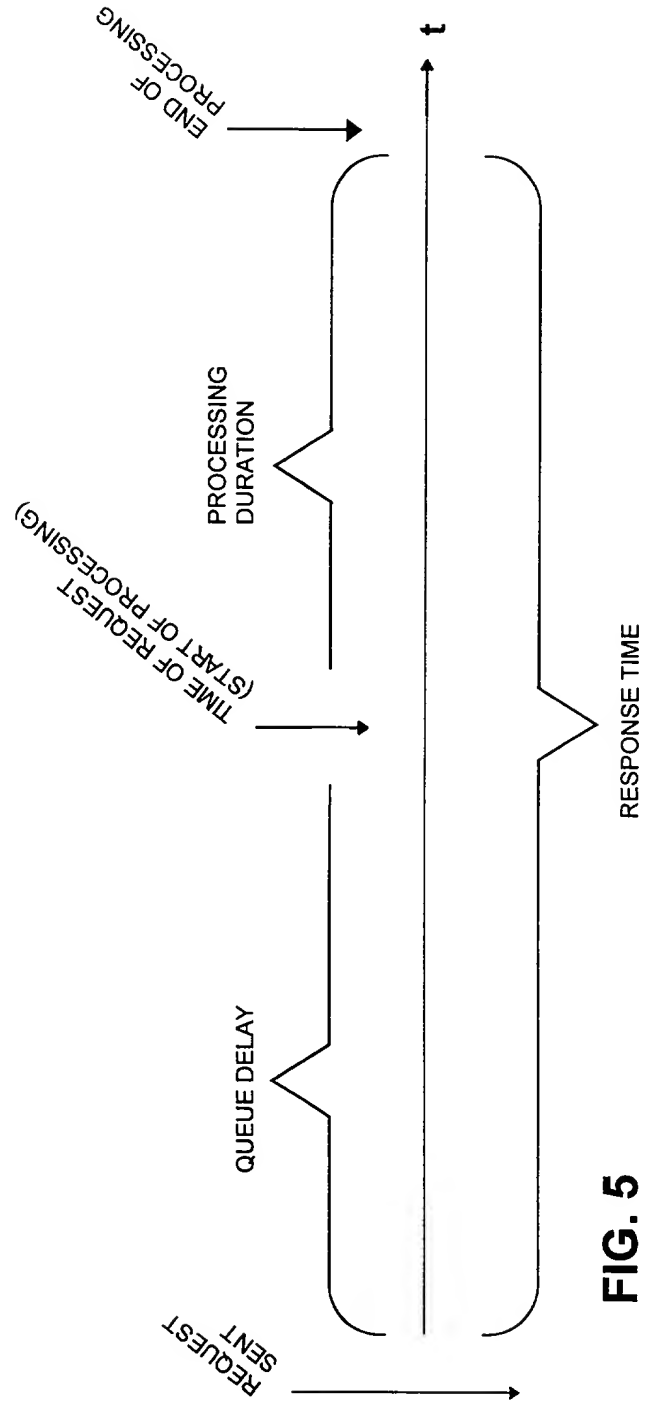 REQUEST
SENT
QUEUE DELAY
TIME OF REQUEST
(START OF PROCESSING)
PROCESSING
DURATION
END OF
PROCESSING
t
RESPONSE TIME
FIG. 5